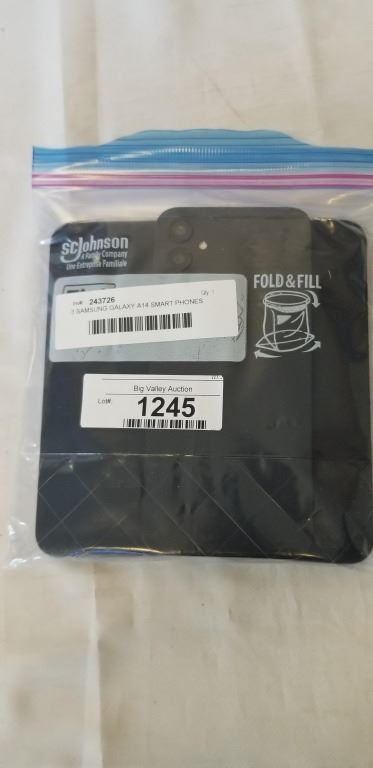 scjohnson
A Family Company
Une Entreprise Familiale
FOLD & FILL
Inv#: 243726
Qty: 1
3 SAMSUNG GALAXY A14 SMART PHONES
Big Valley Auction
Lot#:
1245